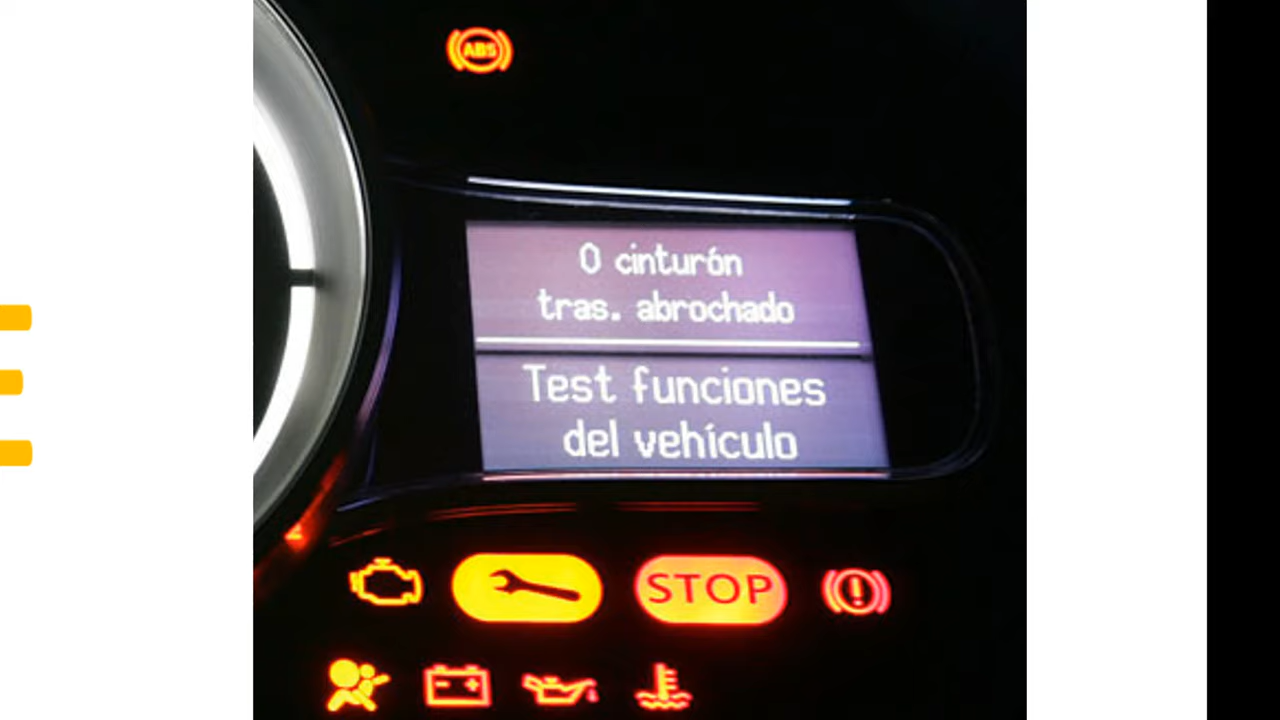 ABS
0 cinturón
tras. abrochado
Test funciones
del vehículo
STOP